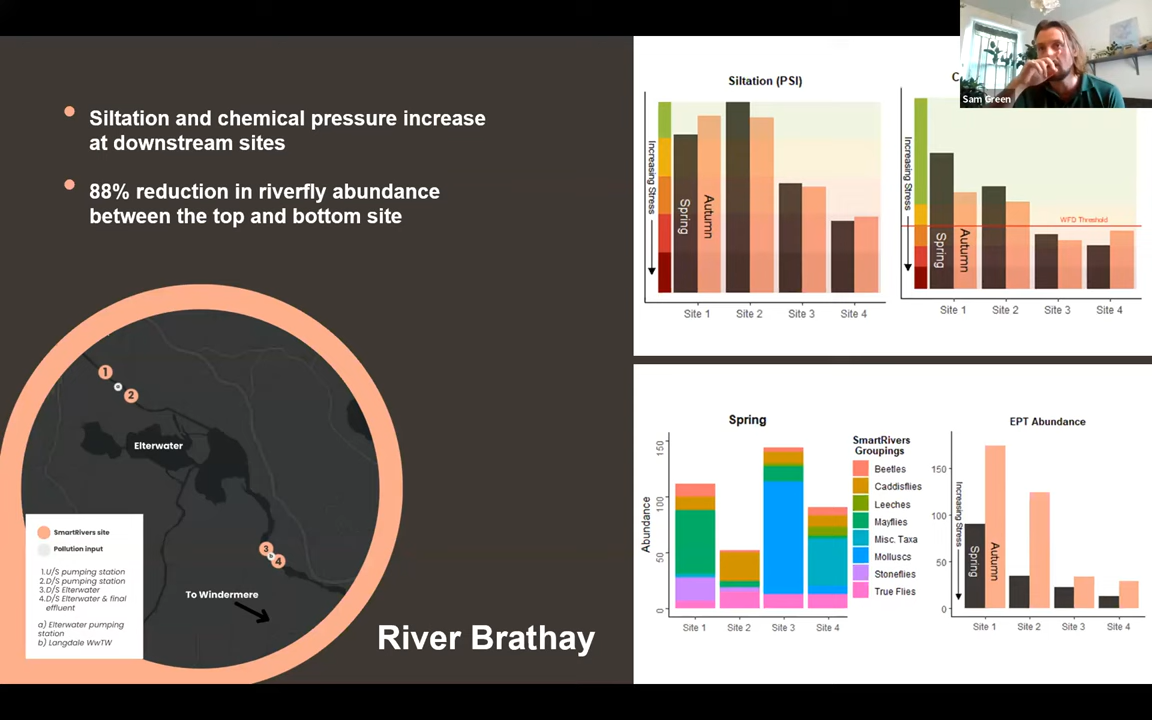 Siltation and chemical pressure increase
at downstream sites
88% reduction in riverfly abundance
between the top and bottom site
1
2
Elterwater
3
4
To Windermere
SmartRivers site
Pollution input
1.U/S pumping station
2.D/S pumping station
3.D/S Elterwater
4.D/S Elterwater & final
effluent
a) Elterwater pumping
station
b) Langdale WwTW
River Brathay
Siltation (PSI)
Increasing Stress
Spring
Autumn
Site 1
Site 2
Site 3
Site 4
Sam Green
Increasing Stress
WFD Threshold
Spring
Autumn
Site 1
Site 2
Site 3
Site 4
Spring
Abundance
150
100
50
0
Site 1
Site 2
Site 3
Site 4
SmartRivers
Groupings
Beetles
Caddisflies
Leeches
Mayflies
Misc. Taxa
Molluscs
Stoneflies
True Flies
EPT Abundance
Increasing Stress
150
100
50
0
Spring
Autumn
Site 1
Site 2
Site 3
Site 4